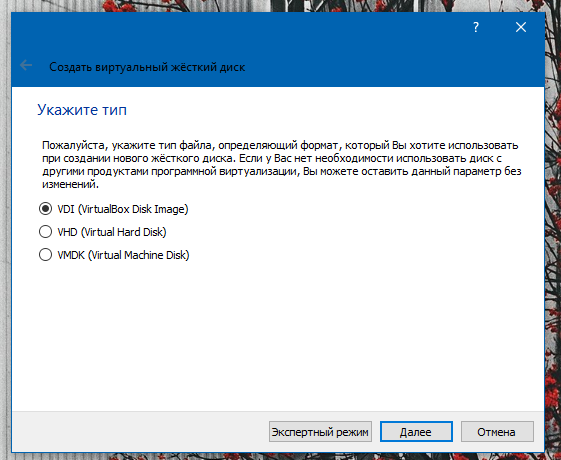 ?
Создать виртуальный жёсткий диск
Укажите тип
Пожалуйста, укажите тип файла, определяющий формат, который Вы хотите использовать
при создании нового жёсткого диска. Если у Вас нет необходимости использовать диск с
другими продуктами программной виртуализации, Вы можете оставить данный параметр без
изменений.
VDI (VirtualBox Disk Image)
VHD (Virtual Hard Disk)
VMDK (Virtual Machine Disk)
Экспертный режим Далее Отмена